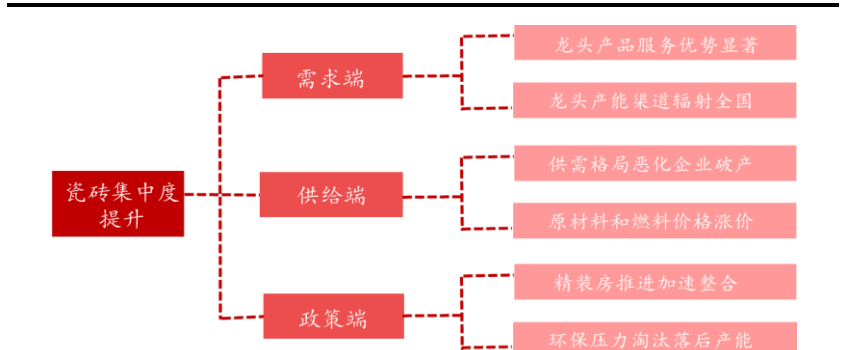 瓷砖集中度
提升
需求端
龙头产品服务优势显著
龙头产能渠道辐射全国
供给端
供需格局恶化企业破产
原材料和燃料价格涨价
政策端
精装房推进加速整合
环保压力淘汰落后产能